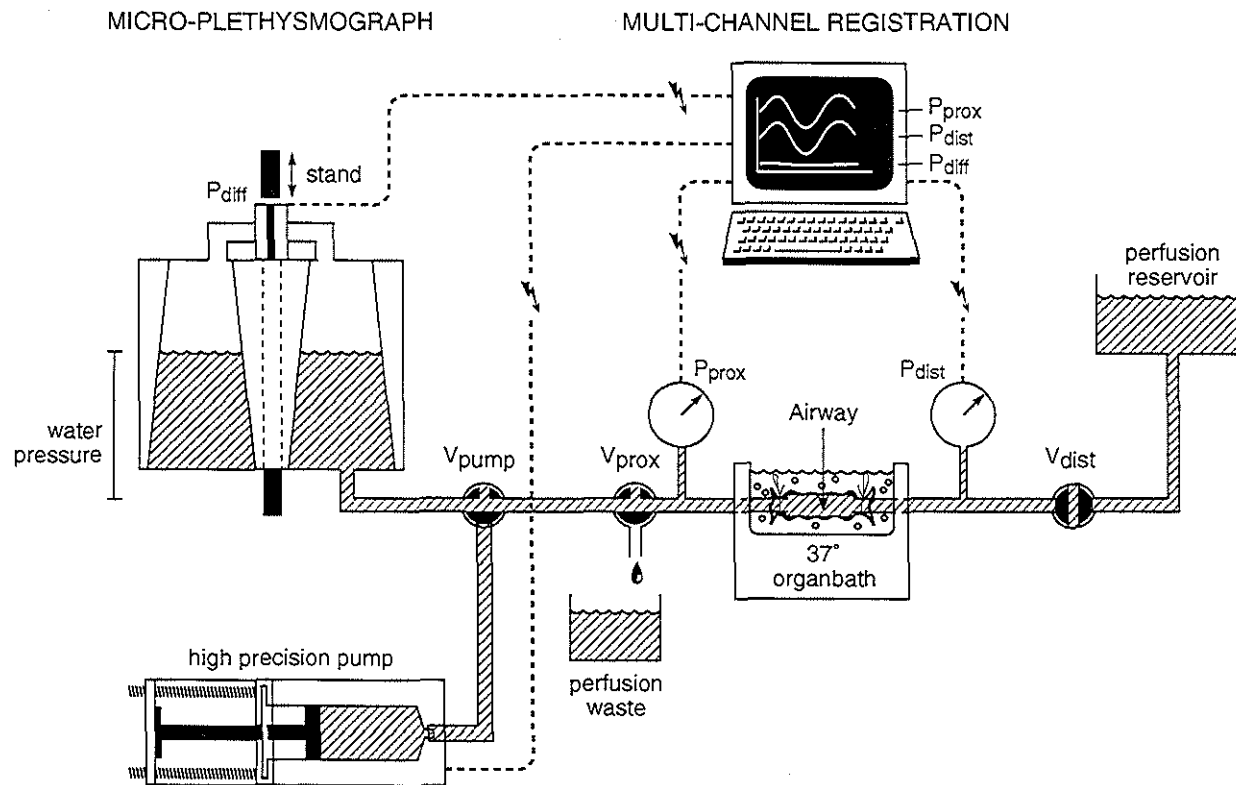 MICRO-PLETHYSMOGRAPH
MULTI-CHANNEL REGISTRATION
Pprox
Pdist
Pdiff
stand
Pdiff
perfusion
reservoir
Pprox
Pdist
Airway
water
pressure
Vpump
Vprox
Vdist
37°
organbath
high precision pump
perfusion
waste